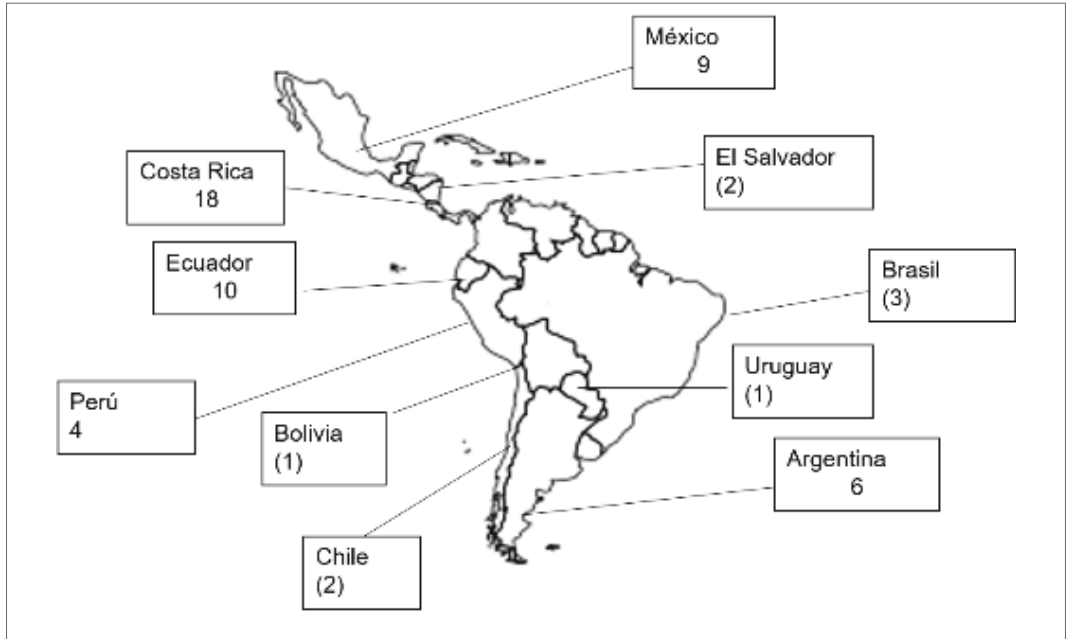 México
9
El Salvador
(2)
Costa Rica
18
Ecuador
10
Brasil
(3)
Uruguay
(1)
Perú
4
Bolivia
(1)
Argentina
6
Chile
(2)